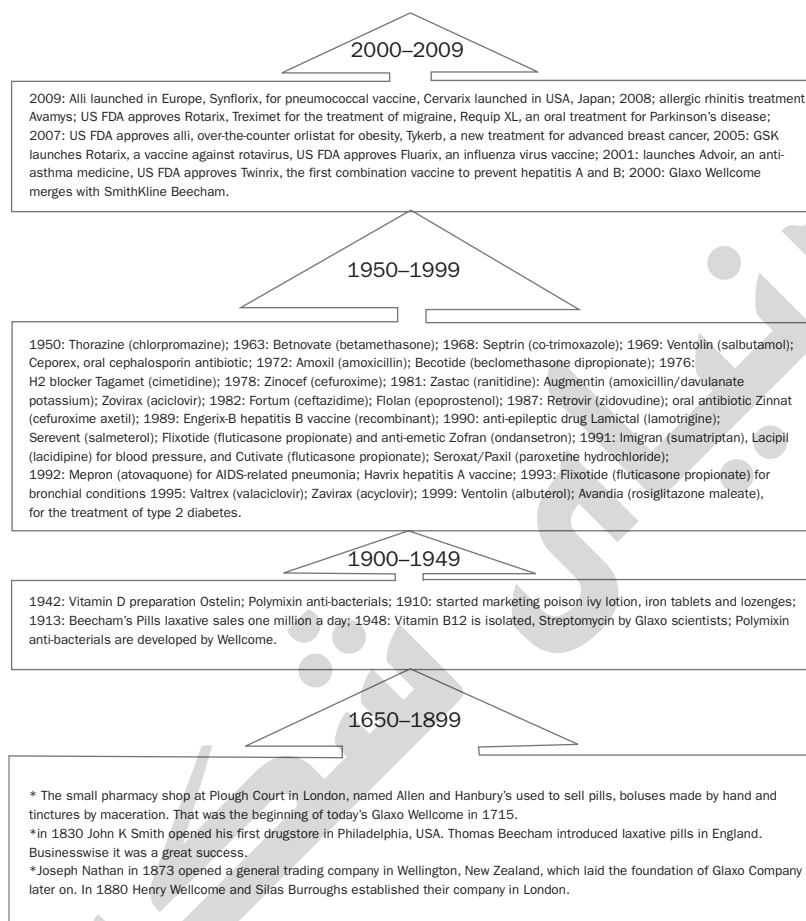 2000–2009
2009: Alli launched in Europe, Synflorix, for pneumococcal vaccine, Cervarix launched in USA, Japan; 2008; allergic rhinitis treatment
Avamys; US FDA approves Rotarix, Treximet for the treatment of migraine, Requip XL, an oral treatment for Parkinson's disease;
2007: US FDA approves alli, over-the-counter orlistat for obesity, Tykerb, a new treatment for advanced breast cancer, 2005: GSK
launches Rotarix, a vaccine against rotavirus, US FDA approves Fluarix, an influenza virus vaccine; 2001: launches Advoir, an anti-
asthma medicine, US FDA approves Twinrix, the first combination vaccine to prevent hepatitis A and B; 2000: Glaxo Wellcome
merges with SmithKline Beecham.
1950–1999
1950: Thorazine (chlorpromazine); 1963: Betnovate (betamethasone); 1968: Septrin (co-trimoxazole); 1969: Ventolin (salbutamol);
Ceporex, oral cephalosporin antibiotic; 1972: Amoxil (amoxicillin); Becotide (beclomethasone dipropionate); 1976:
H2 blocker Tagamet (cimetidine); 1978: Zinocef (cefuroxime); 1981: Zastac (ranitidine): Augmentin (amoxicillin/davulanate
potassium); Zovirax (aciclovir); 1982: Fortum (ceftazidime); Flolan (epoprostenol); 1987: Retrovir (zidovudine); oral antibiotic Zinnat
(cefuroxime axetil); 1989: Engerix-B hepatitis B vaccine (recombinant); 1990: anti-epileptic drug Lamictal (lamotrigine);
Serevent (salmeterol); Flixotide (fluticasone propionate) and anti-emetic Zofran (ondansetron); 1991: Imigran (sumatriptan), Lacipil
(lacidipine) for blood pressure, and Cutivate (fluticasone propionate); Seroxat/Paxil (paroxetine hydrochloride);
1992: Mepron (atovaquone) for AIDS-related pneumonia; Havrix hepatitis A vaccine; 1993: Flixotide (fluticasone propionate) for
bronchial conditions 1995: Valtrex (valaciclovir); Zavirax (acyclovir); 1999: Ventolin (albuterol); Avandia (rosiglitazone maleate),
for the treatment of type 2 diabetes.
1900–1949
1942: Vitamin D preparation Ostelin; Polymixin anti-bacterials; 1910: started marketing poison ivy lotion, iron tablets and lozenges;
1913: Beecham's Pills laxative sales one million a day; 1948: Vitamin B12 is isolated, Streptomycin by Glaxo scientists; Polymixin
anti-bacterials are developed by Wellcome.
1650–1899
* The small pharmacy shop at Plough Court in London, named Allen and Hanbury's used to sell pills, boluses made by hand and
tinctures by maceration. That was the beginning of today's Glaxo Wellcome in 1715.
*in 1830 John K Smith opened his first drugstore in Philadelphia, USA. Thomas Beecham introduced laxative pills in England.
Businesswise it was a great success.
*Joseph Nathan in 1873 opened a general trading company in Wellington, New Zealand, which laid the foundation of Glaxo Company
later on. In 1880 Henry Wellcome and Silas Burroughs established their company in London.